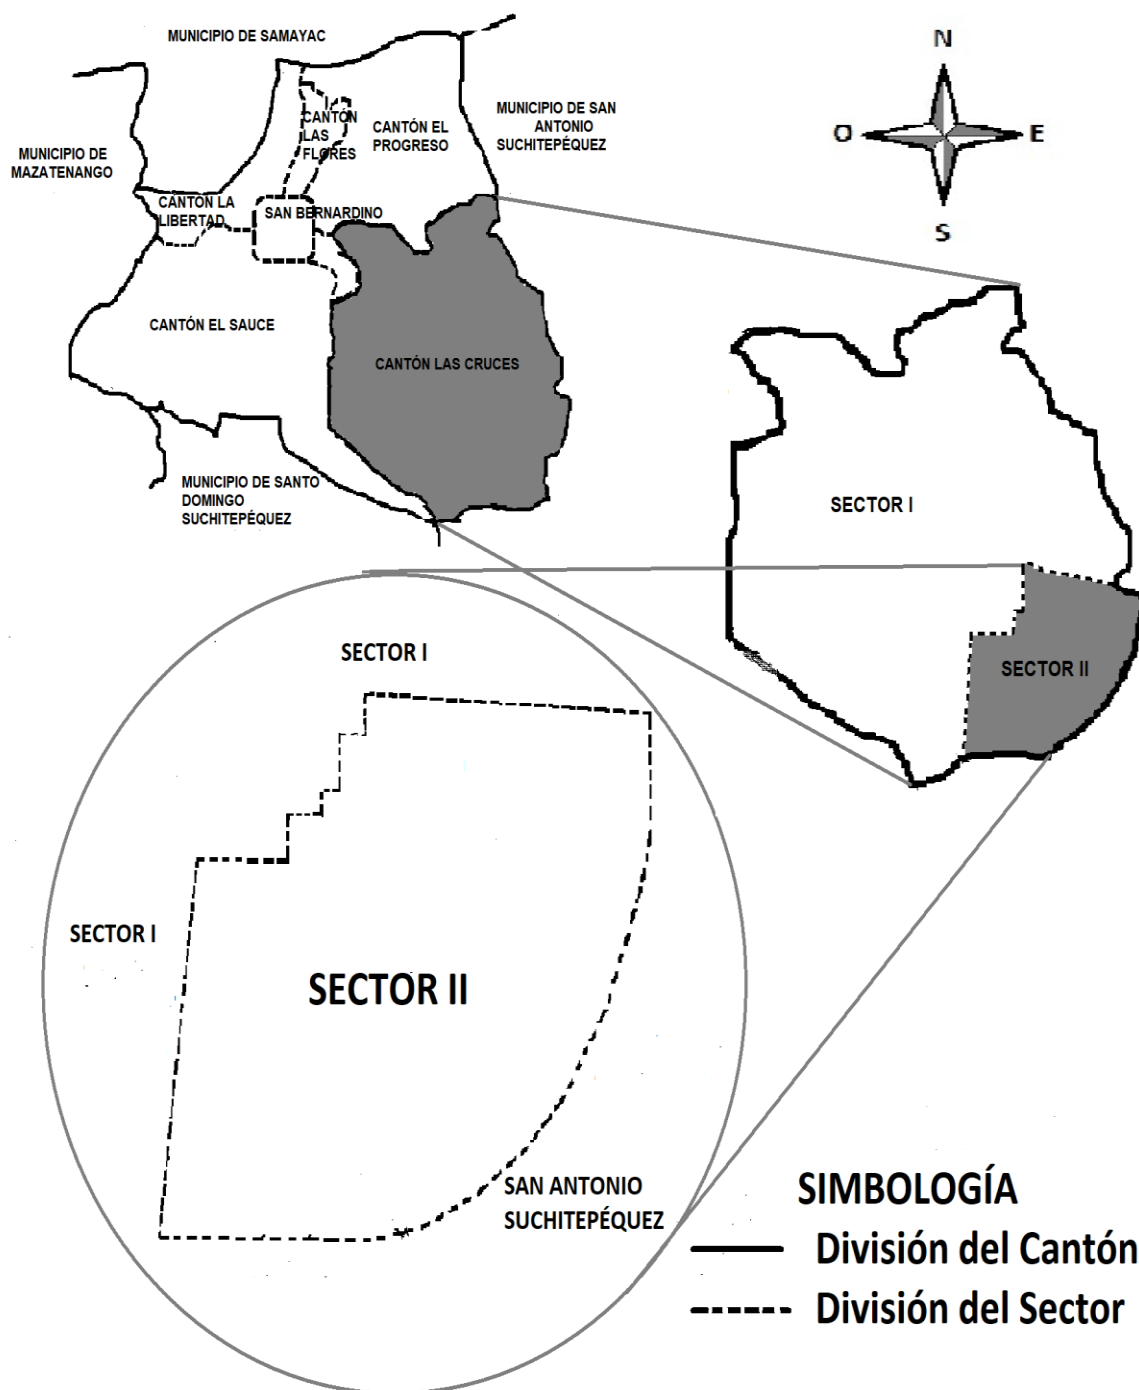 MUNICIPIO DE SAMAYAC
N
MUNICIPIO DE SAN
ANTONIO
SUCHITEPÉQUEZ
CANTÓN
LAS
FLORES
CANTÓN EL
PROGRESO
O
E
MUNICIPIO DE
MAZATENANGO
CANTÓN LA
LIBERTAD
SAN BERNARDINO
S
CANTÓN EL SAUCE
CANTÓN LAS CRUCES
MUNICIPIO DE SANTO
DOMINGO
SUCHITEPÉQUEZ
SECTOR I
SECTOR II
SECTOR I
SECTOR I
SECTOR II
SAN ANTONIO
SUCHITEPÉQUEZ
SIMBOLOGÍA
División del Cantón
División del Sector